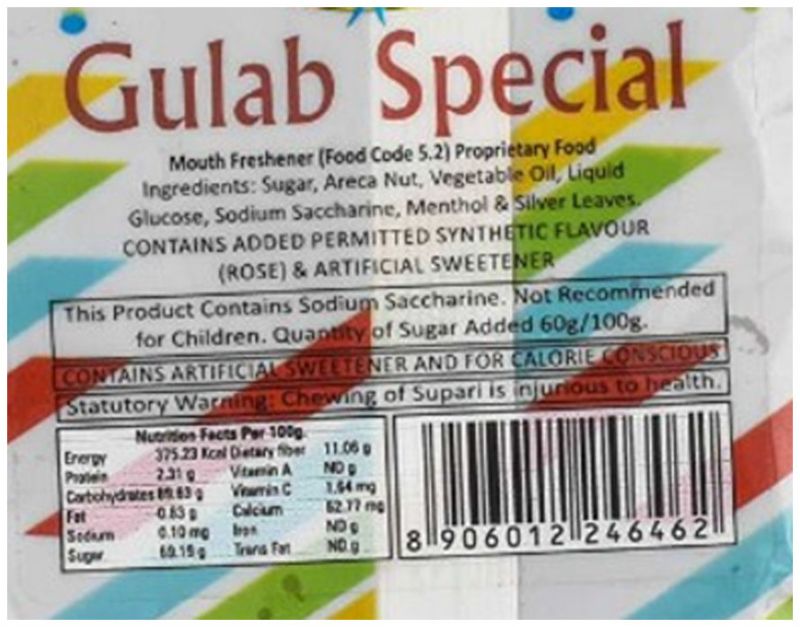 Gulab Special
Mouth Freshener (Food Code 5.2) Proprietary Food
Ingredients: Sugar, Areca Nut, Vegetable Oil, Liquid
Glucose, Sodium Saccharine, Menthol & Silver Leaves.
CONTAINS ADDED PERMITTED SYNTHETIC FLAVOUR
(ROSE) & ARTIFICIAL SWEETENER
This Product Contains Sodium Saccharine. Not Recommended
for Children. Quantity of Sugar Added 60g/100g.
CONTAINS ARTIFICIAL SWEETENER AND FOR CALORIE CONSCIOUS
Statutory Warning: Chewing of Supari is injurious to health.
Nutrition Facts Per 100g.
Energy 375.23 Kcal Dietary fiber 11.06 g
Protein 2.31 g Vitamin A ND g
Carbohydrates 89.83 g Vitamin C 1.64 mg
Fat 0.83 g Calcium 62.77 mg
Sodium 0.10 mg Iron ND g
Sugar 69.19 g Trans Fat ND.g
8 906012 246462